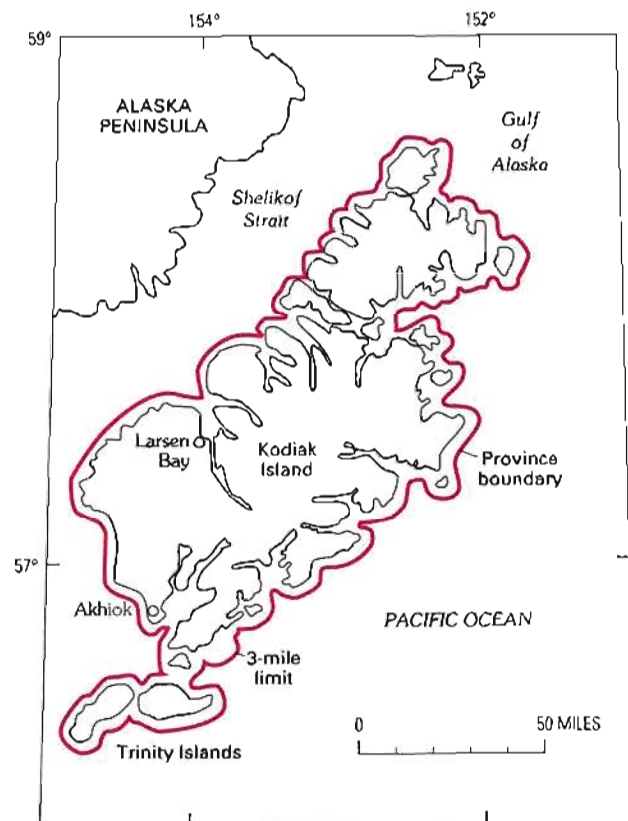 154°
152°
59°
ALASKA
PENINSULA
Gulf
of
Alaska
Shelikof
Strait
Larsen
Bay
Kodiak
Island
Province
boundary
57°
Akhiok
PACIFIC OCEAN
3-mile
limit
0
50 MILES
Trinity Islands